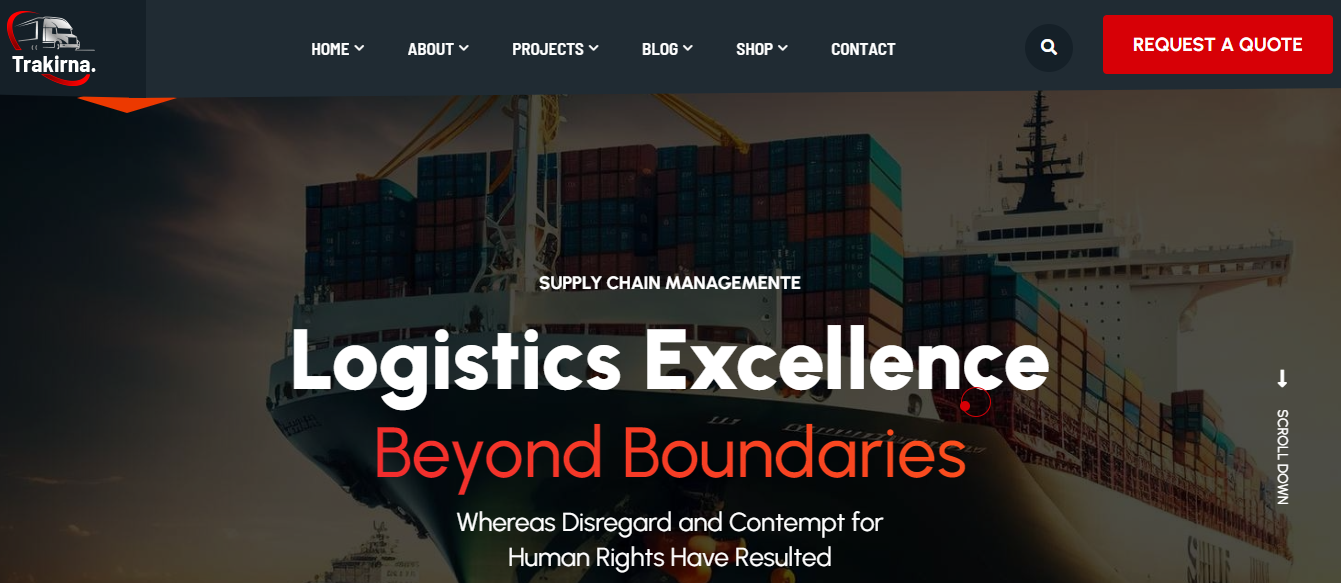 Trakirna.
HOME ABOUT PROJECTS BLOG SHOP CONTACT
REQUEST A QUOTE
SUPPLY CHAIN MANAGEMENTE
Logistics Excellence
Beyond Boundaries
Whereas Disregard and Contempt for
Human Rights Have Resulted
SCROLL DOWN